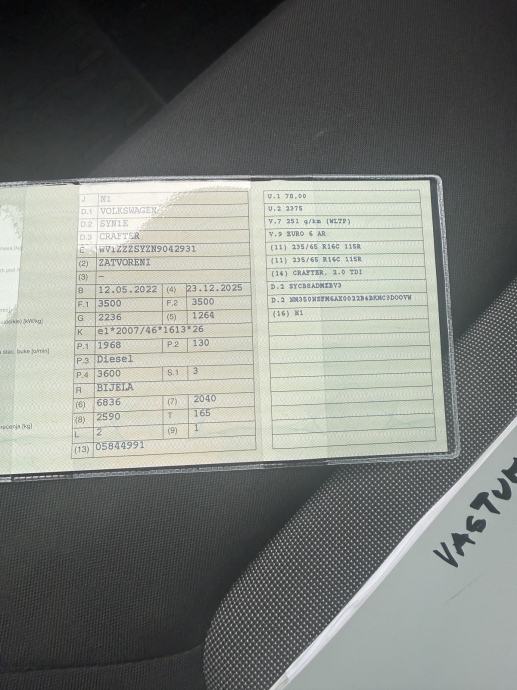 J N1
D.1 VOLKSWAGEN
D.2 SYN1E
D.3 CRAFTER
E WV1ZZZSYZN9042931
(2) ZATVORENI
(3) -
B 12.05.2022 (4) 23.12.2025
F.1 3500 F.2 3500
G 2236 (5) 1264
K e1*2007/46*1613*26
P.1 1968 P.2 130
P.3 Diesel
P.4 3600 S.1 3
R BIJELA
(6) 6836 (7) 2040
(8) 2590 T 165
L 2 (9) 1
(13) 05844991
U.1 78,00
U.2 2375
V.7 251 g/km (WLTP)
V.9 EURO 6 AR
(11) 235/65 R16C 115R
(11) 235/65 R16C 115R
(14) CRAFTER, 2.0 TDI
(16) N1
stac. buke [o/min]